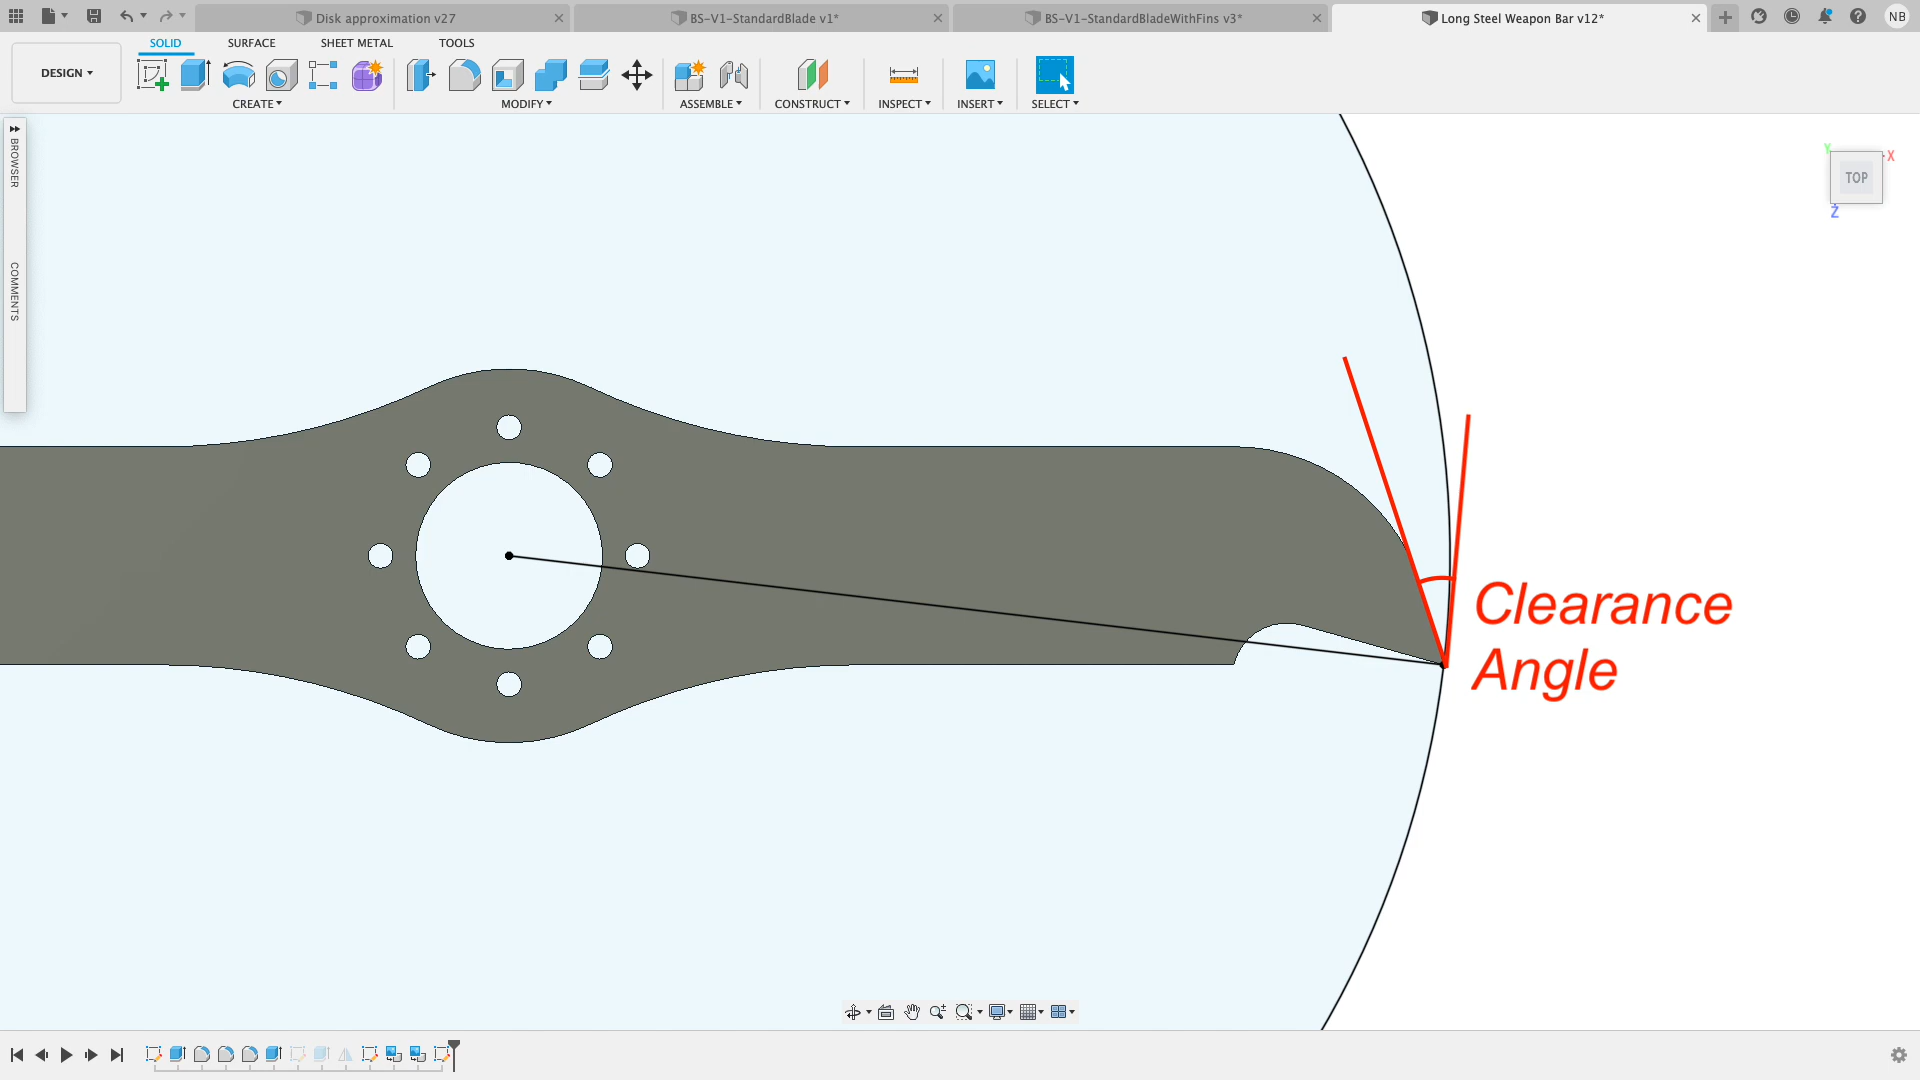 Disk approximation v27
BS-V1-StandardBlade v1*
BS-V1-StandardBladeWithFins v3*
Long Steel Weapon Bar v12*
NB
SOLID
SURFACE
SHEET METAL
TOOLS
DESIGN
CREATE
MODIFY
ASSEMBLE
CONSTRUCT
INSPECT
INSERT
SELECT
BROWSER
COMMENTS
Y
X
TOP
Z
Clearance
Angle